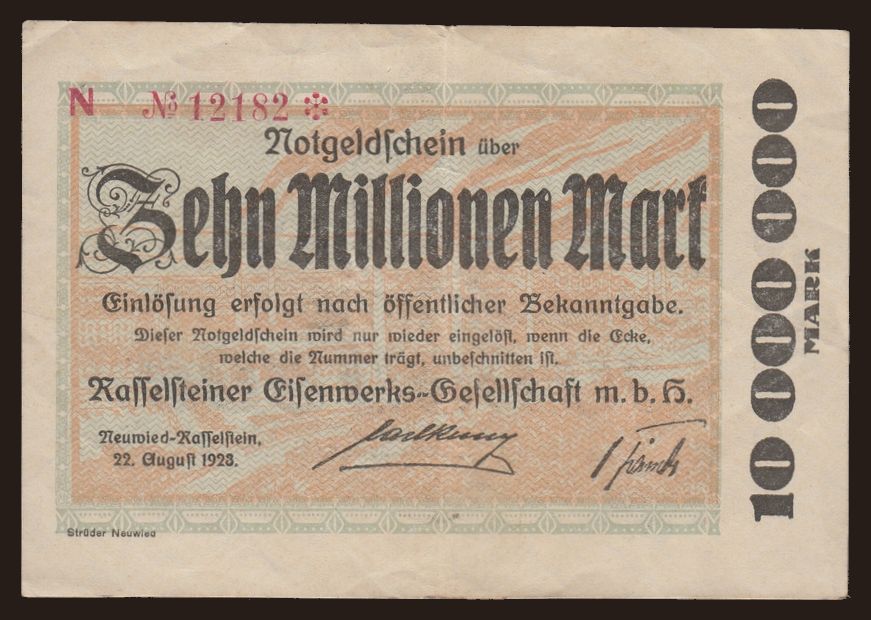 N № 12182 *
Notgeldschein über
Zehn Millionen Mark
Einlösung erfolgt nach öffentlicher Bekanntgabe.
Dieser Notgeldschein wird nur wieder eingelöst, wenn die Ecke,
welche die Nummer trägt, unbeschnitten ist.
Rasselsteiner Eisenwerks-Gesellschaft m. b. H.
Neuwied-Rasselstein,
22. August 1923.
Strüder Neuwied
10 000 000
MARK